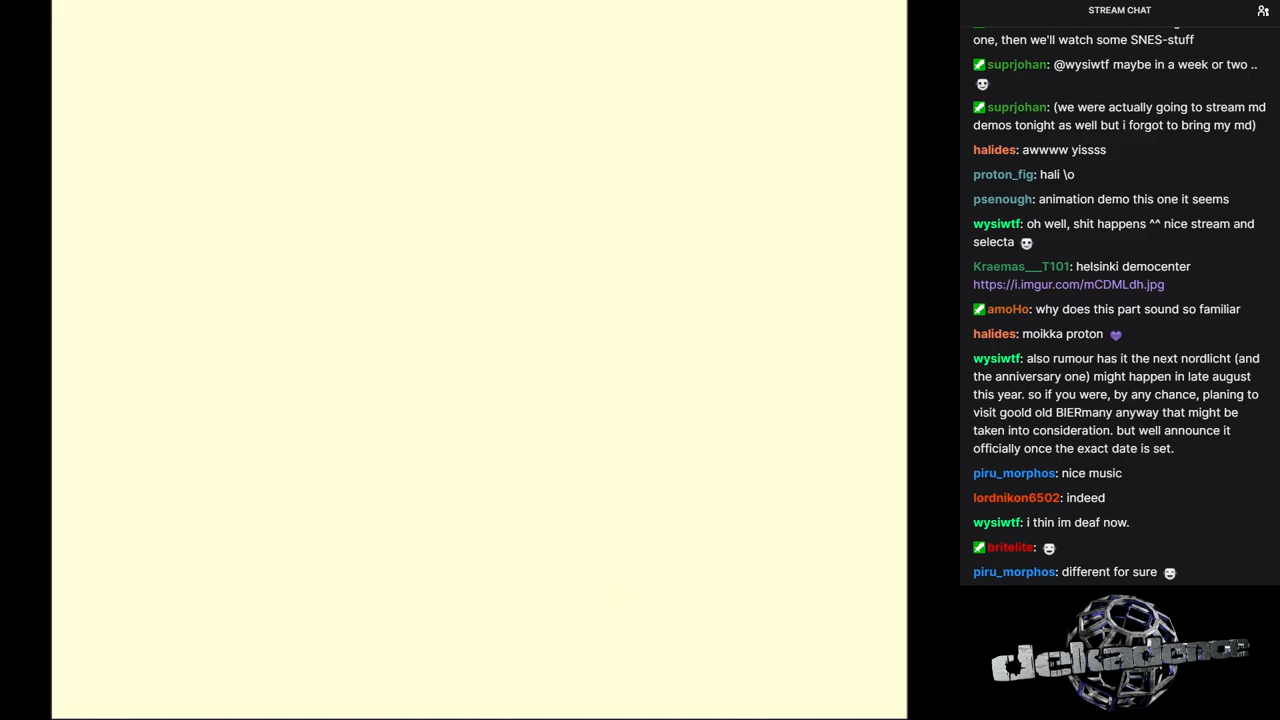 STREAM CHAT
one, then we'll watch some SNES-stuff
suprjohan: @wysiwtf maybe in a week or two ..
suprjohan: (we were actually going to stream md
demos tonight as well but i forgot to bring my md)
halides: awwww yissss
proton_fig: hali \o
psenough: animation demo this one it seems
wysiwtf: oh well, shit happens ^^ nice stream and
selecta
Kraemas___T101: helsinki democenter
https://i.imgur.com/mCDMLdh.jpg
amoHo: why does this part sound so familiar
halides: moikka proton
wysiwtf: also rumour has it the next nordlicht (and
the anniversary one) might happen in late august
this year. so if you were, by any chance, planing to
visit goold old BIERmany anyway that might be
taken into consideration. but well announce it
officially once the exact date is set.
piru_morphos: nice music
lordnikon6502: indeed
wysiwtf: i thin im deaf now.
britelite:
piru_morphos: different for sure
dekadence